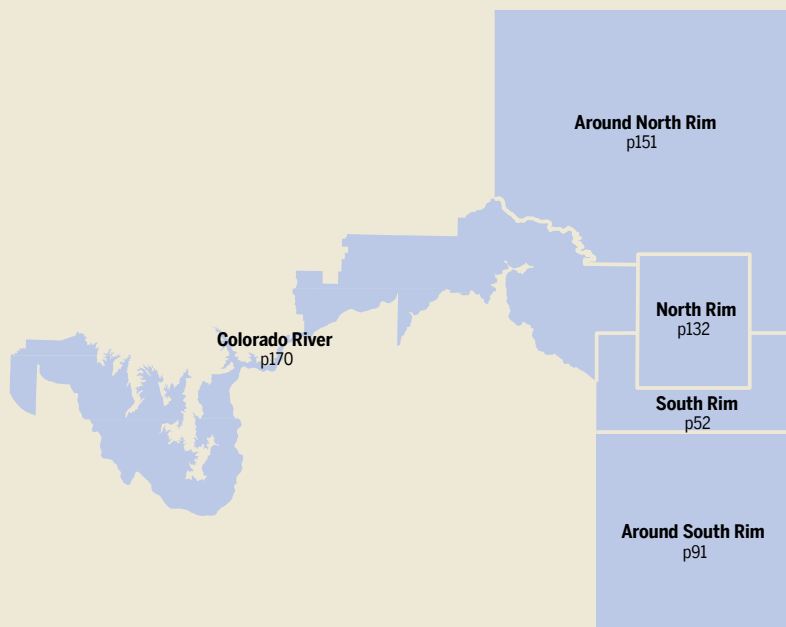 Around North Rim
p151
North Rim
p132
Colorado River
p170
South Rim
p52
Around South Rim
p91